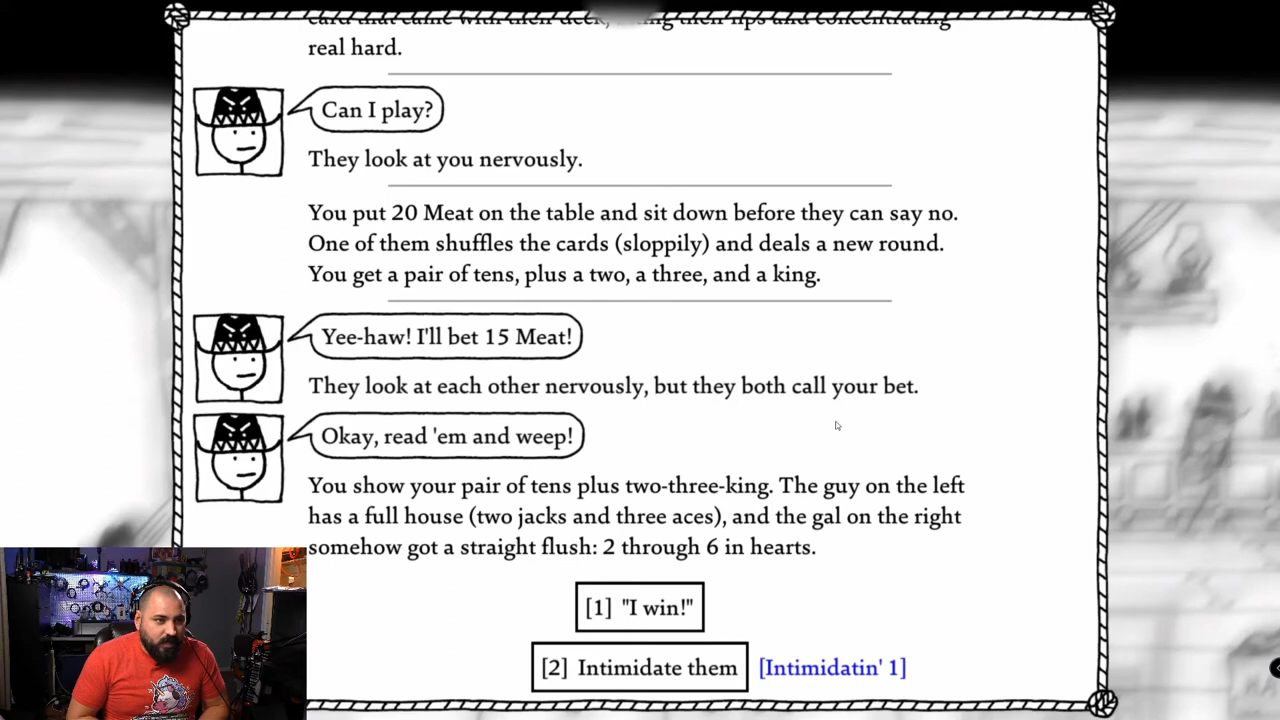 real hard.
Can I play?
They look at you nervously.
You put 20 Meat on the table and sit down before they can say no.
One of them shuffles the cards (sloppily) and deals a new round.
You get a pair of tens, plus a two, a three, and a king.
Yee-haw! I'll bet 15 Meat!
They look at each other nervously, but they both call your bet.
Okay, read 'em and weep!
You show your pair of tens plus two-three-king. The guy on the left
has a full house (two jacks and three aces), and the gal on the right
somehow got a straight flush: 2 through 6 in hearts.
[1] "I win!"
[2] Intimidate them [Intimidatin' 1]